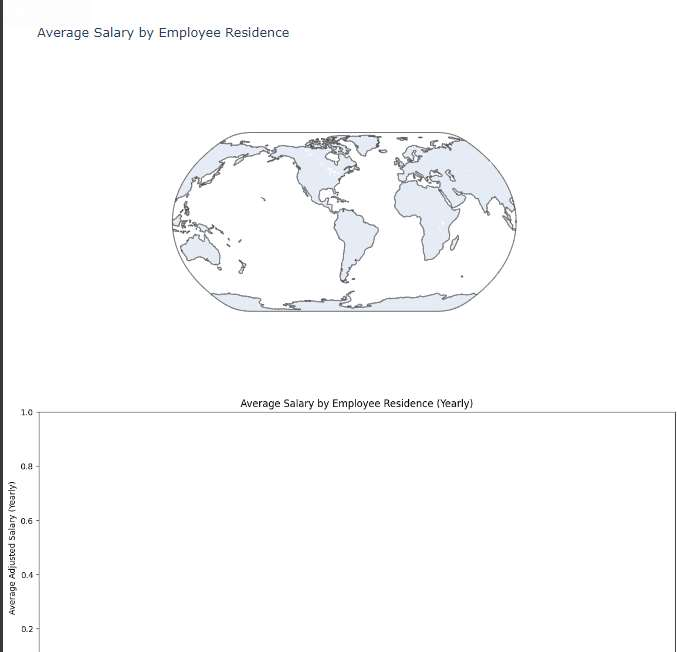 Average Salary by Employee Residence
Average Salary by Employee Residence (Yearly)
1.0
0.8
0.6
0.4
0.2
Average Adjusted Salary (Yearly)